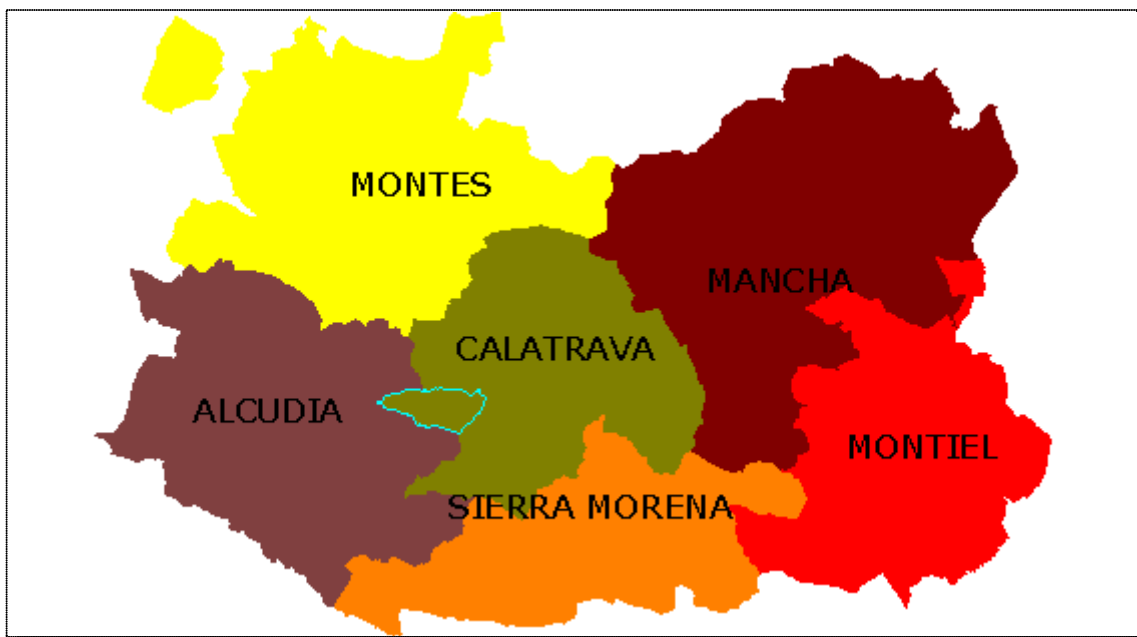 MONTES
MANCHA
CALATRAVA
ALCUDIA
MONTIEL
SIERRA MORENA